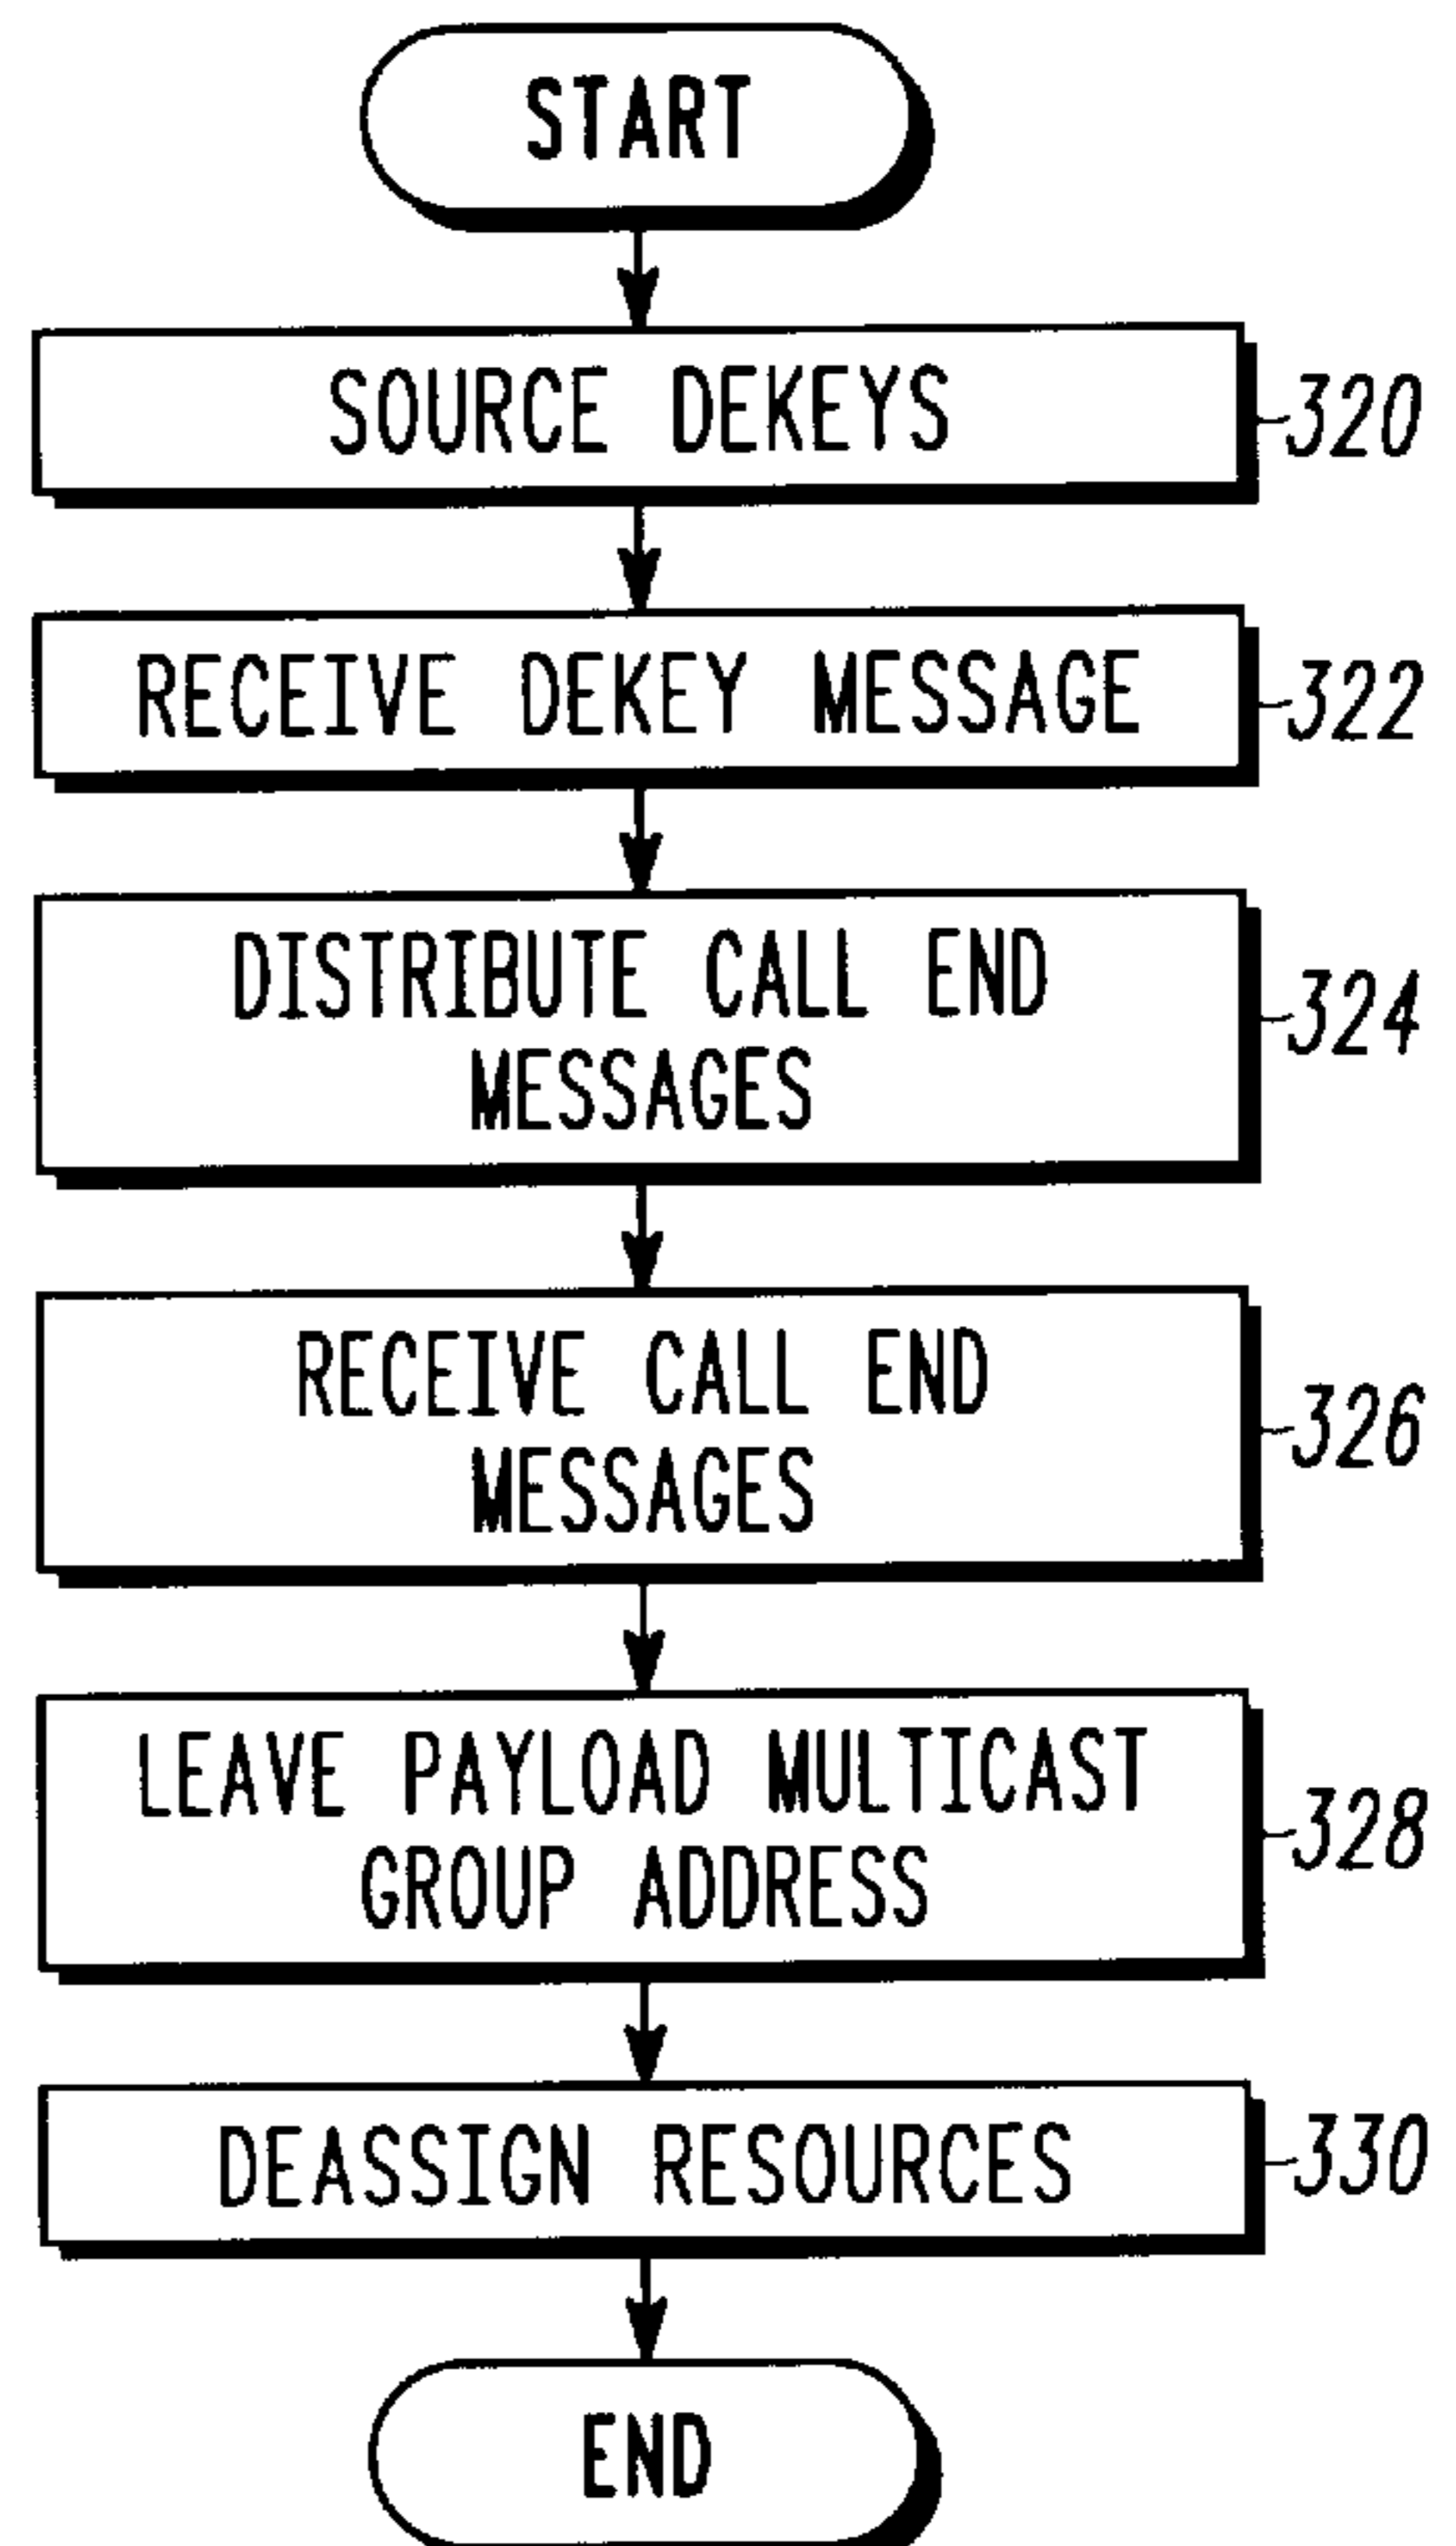 START
SOURCE DEKEYS
320
RECEIVE DEKEY MESSAGE
322
DISTRIBUTE CALL END
MESSAGES
324
RECEIVE CALL END
MESSAGES
326
LEAVE PAYLOAD MULTICAST
GROUP ADDRESS
328
DEASSIGN RESOURCES
330
END